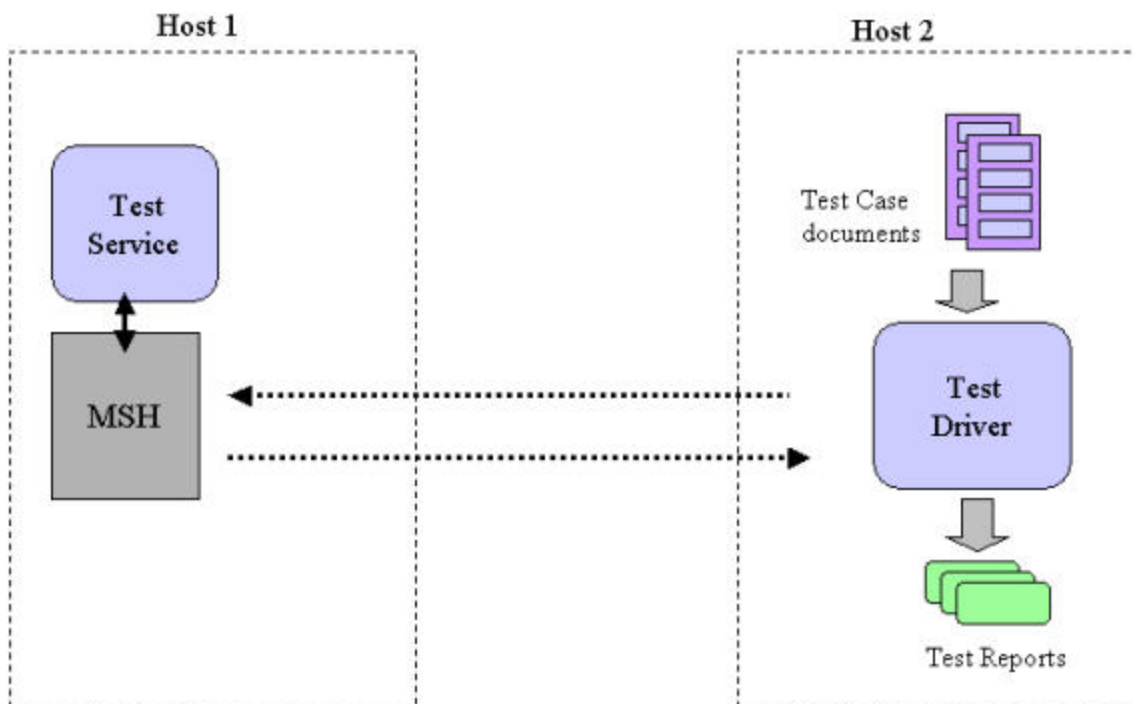 Host 1
Host 2
Test
Service
MSH
Test Case
documents
Test
Driver
Test Reports